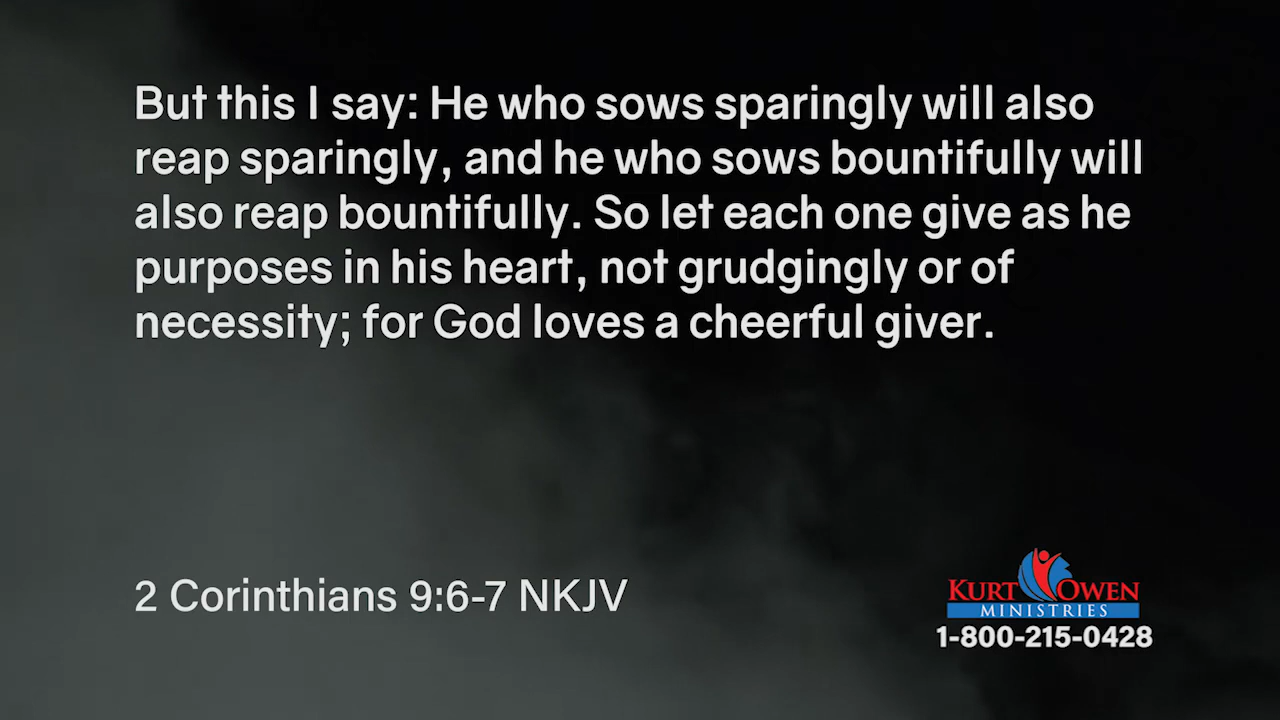 But this I say: He who sows sparingly will also
reap sparingly, and he who sows bountifully will
also reap bountifully. So let each one give as he
purposes in his heart, not grudgingly or of
necessity; for God loves a cheerful giver.
2 Corinthians 9:6-7 NKJV
KURT OWEN
MINISTRIES
1-800-215-0428